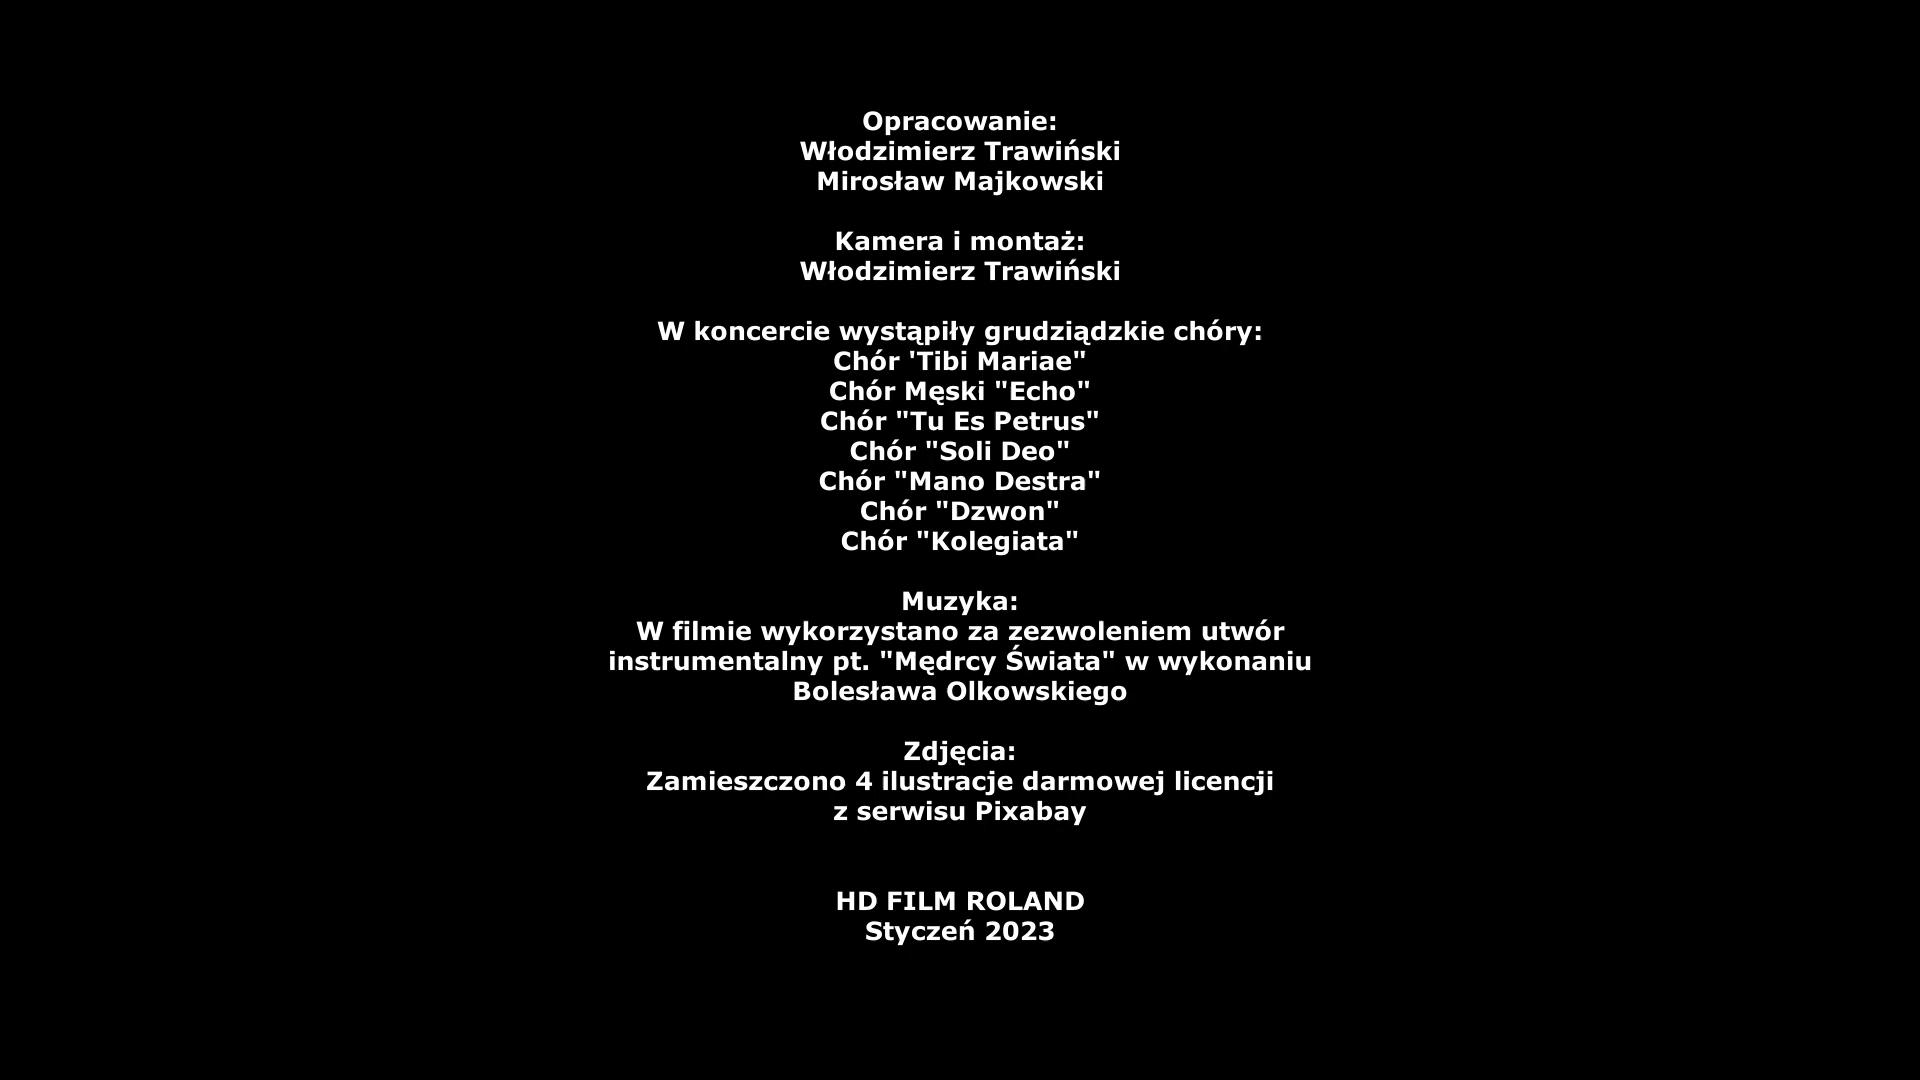 Opracowanie:
Włodzimierz Trawiński
Mirosław Majkowski
Kamera i montaż:
Włodzimierz Trawiński
W koncercie wystąpiły grudziądzkie chóry:
Chór 'Tibi Mariae"
Chór Męski "Echo"
Chór "Tu Es Petrus"
Chór "Soli Deo"
Chór "Mano Destra"
Chór "Dzwon"
Chór "Kolegiata"
Muzyka:
W filmie wykorzystano za zezwoleniem utwór
instrumentalny pt. "Mędrcy Świata" w wykonaniu
Bolesława Olkowskiego
Zdjęcia:
Zamieszczono 4 ilustracje darmowej licencji
z serwisu Pixabay
HD FILM ROLAND
Styczeń 2023